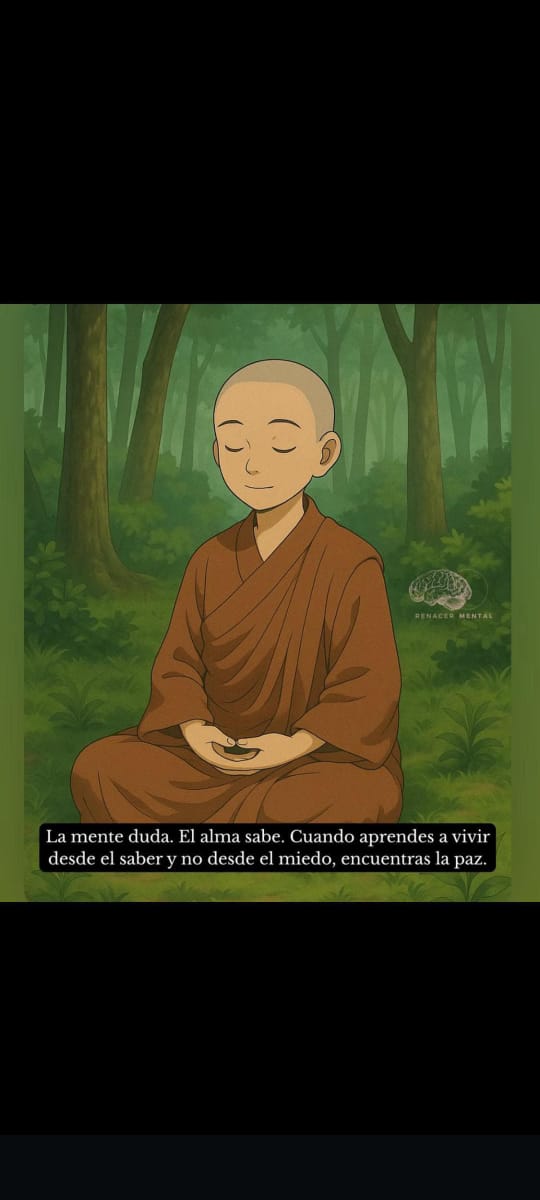 RENACER MENTAL
La mente duda. El alma sabe. Cuando aprendes a vivir
desde el saber y no desde el miedo, encuentras la paz.